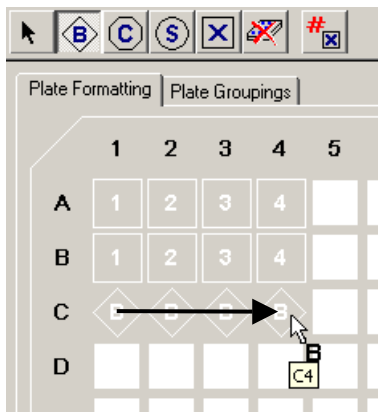 B C S X # x
Plate Formatting Plate Groupings
1 2 3 4 5
A 1 2 3 4
B 1 2 3 4
C B B B B
B
D C4